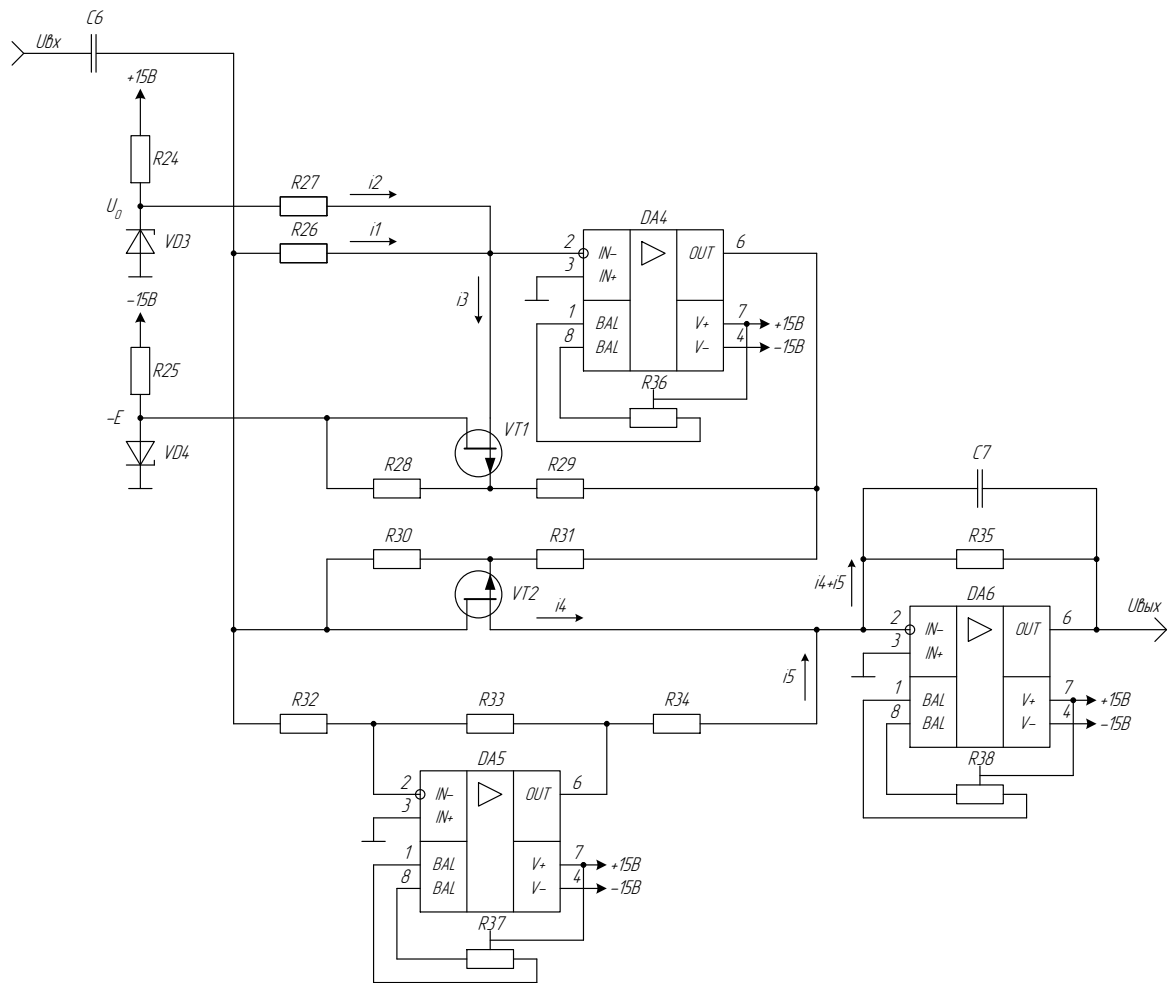 C6
Uвх
+15В
R24
R27
i2
U0
VD3
R26
i1
DA4
2
IN-
OUT
6
3
IN+
-15В
i3
1
BAL
V+
7
+15В
8
BAL
V-
4
-15В
R25
R36
-E
VD4
VT1
R28
R29
C7
R30
R31
R35
VT2
i4
i4+i5
DA6
Uвых
2
IN-
OUT
6
3
IN+
i5
1
BAL
V+
7
+15В
8
BAL
V-
4
-15В
R32
R33
R34
R38
DA5
2
IN-
OUT
6
3
IN+
1
BAL
V+
7
+15В
8
BAL
V-
4
-15В
R37